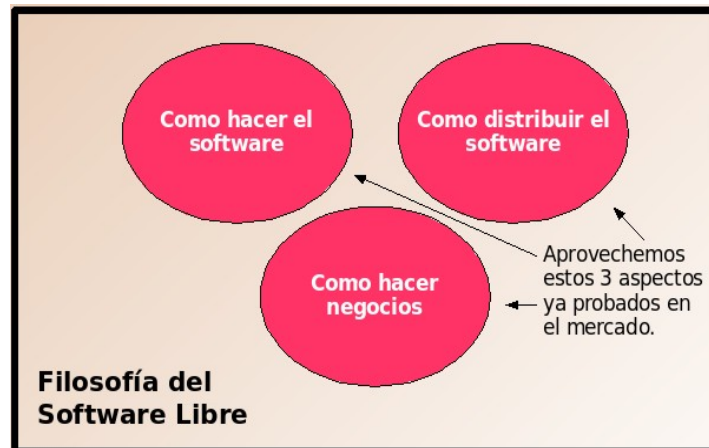 Como hacer el
software
Como distribuir el
software
Como hacer
negocios
Aprovechemos
estos 3 aspectos
ya probados en
el mercado.
Filosofía del
Software Libre